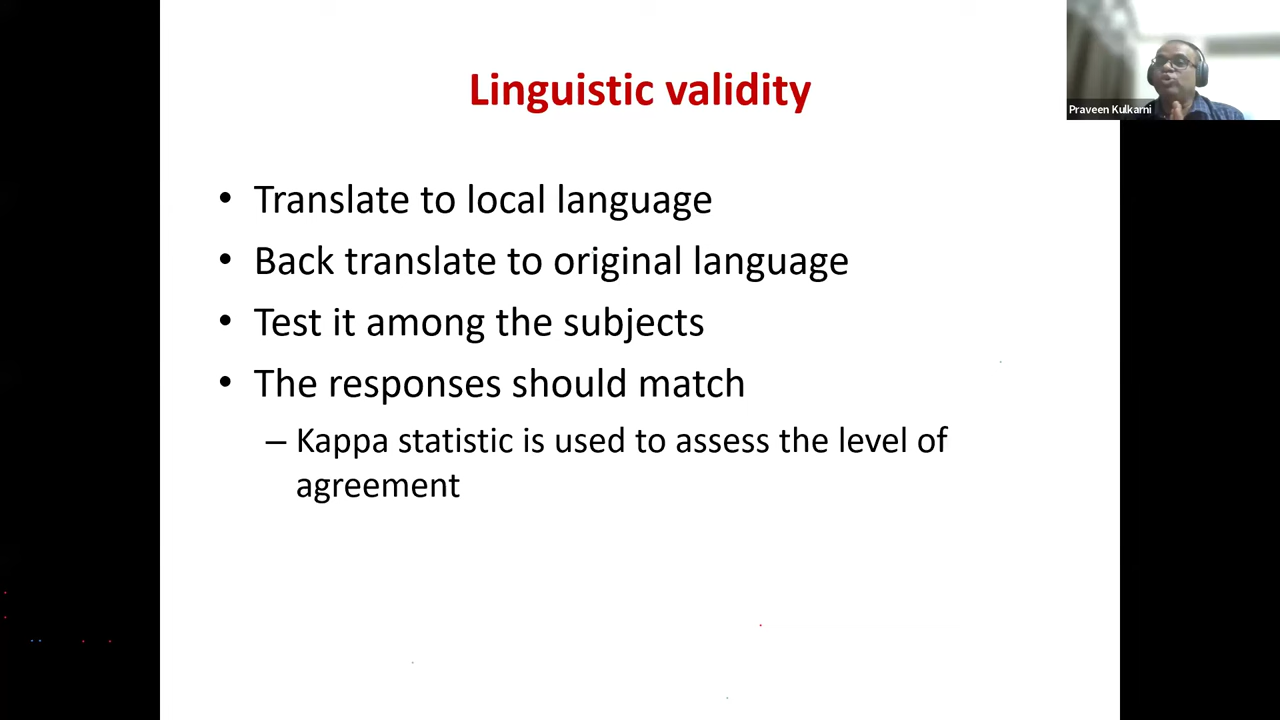 Linguistic validity
Praveen Kulkarni
• Translate to local language
• Back translate to original language
• Test it among the subjects
• The responses should match
– Kappa statistic is used to assess the level of
agreement